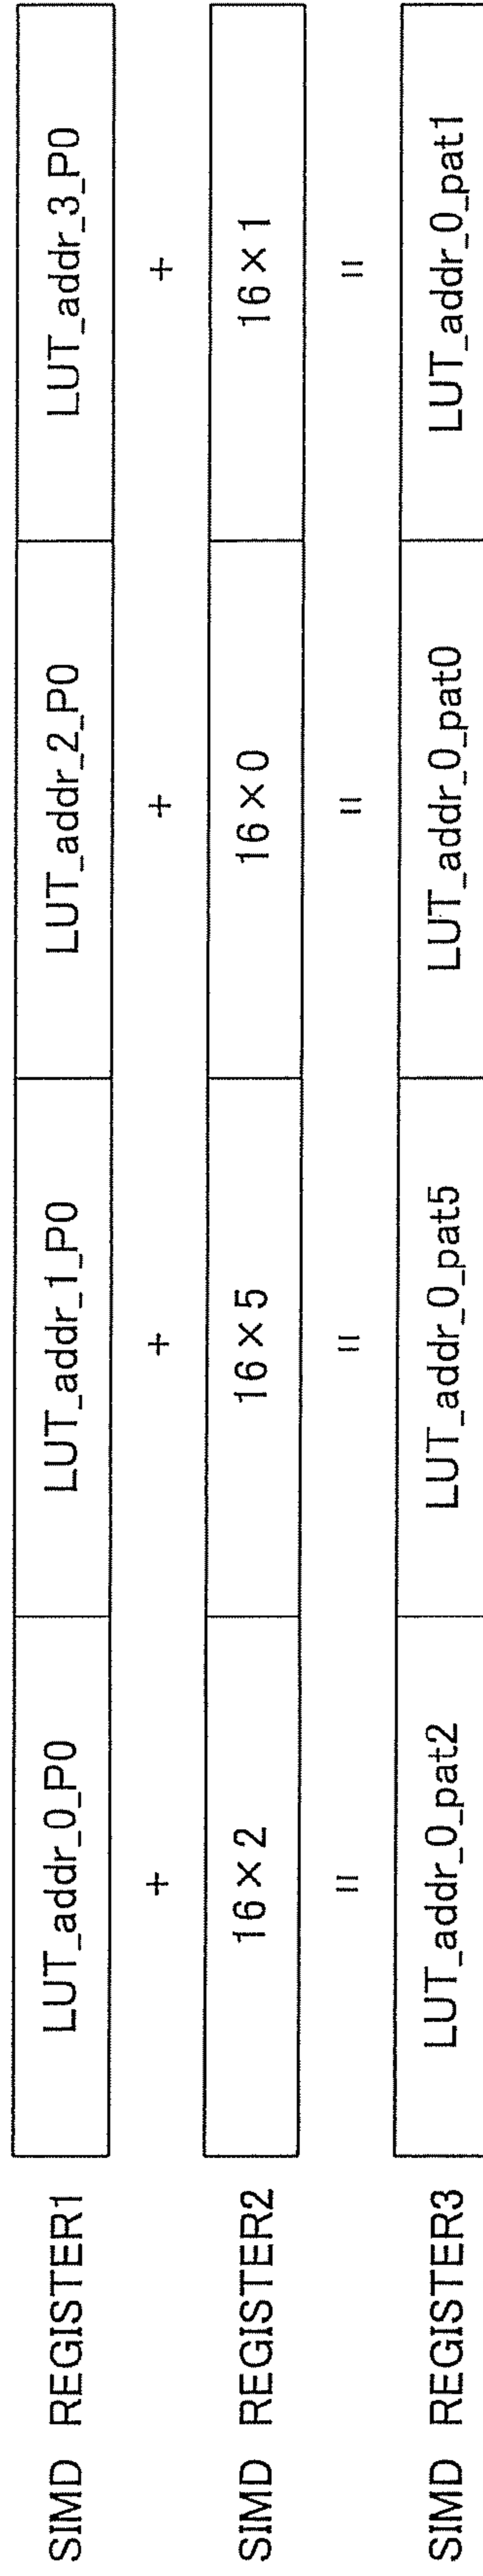 SIMD REGISTER1 LUT_addr_0_P0 LUT_addr_1_P0 LUT_addr_2_P0 LUT_addr_3_P0
+ + + +
SIMD REGISTER2 16×2 16×5 16×0 16×1
= = = =
SIMD REGISTER3 LUT_addr_0_pat2 LUT_addr_0_pat5 LUT_addr_0_pat0 LUT_addr_0_pat1